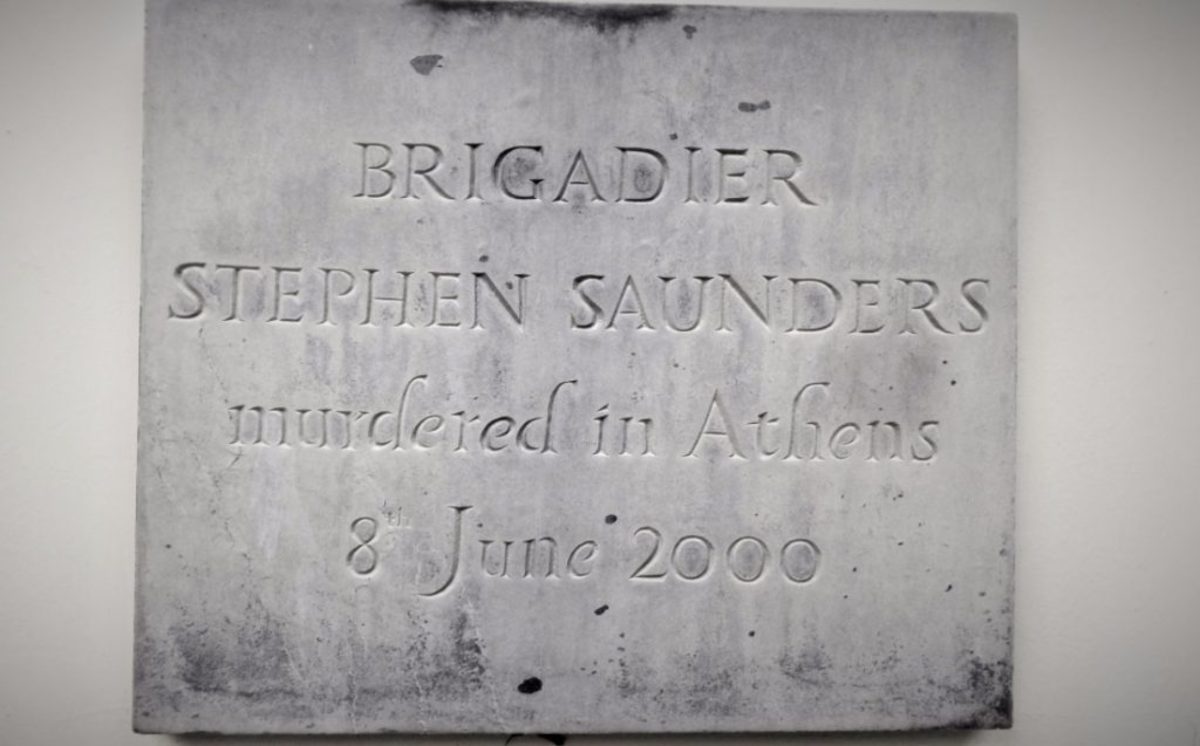 BRIGADIER
STEPHEN SAUNDERS
murdered in Athens
8th June 2000